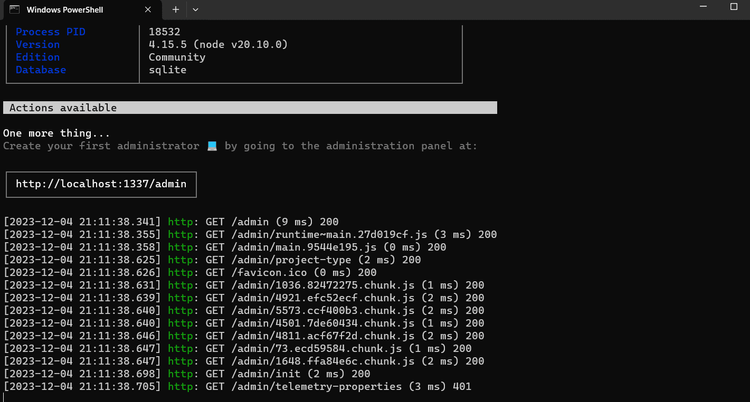 Windows PowerShell
Process PID 18532
Version 4.15.5 (node v20.10.0)
Edition Community
Database sqlite
Actions available
One more thing...
Create your first administrator 💻 by going to the administration panel at:
http://localhost:1337/admin
[2023-12-04 21:11:38.341] http: GET /admin (9 ms) 200
[2023-12-04 21:11:38.355] http: GET /admin/runtime~main.27d019cf.js (3 ms) 200
[2023-12-04 21:11:38.358] http: GET /admin/main.9544e195.js (0 ms) 200
[2023-12-04 21:11:38.625] http: GET /admin/project-type (2 ms) 200
[2023-12-04 21:11:38.626] http: GET /favicon.ico (0 ms) 200
[2023-12-04 21:11:38.631] http: GET /admin/1036.82472275.chunk.js (1 ms) 200
[2023-12-04 21:11:38.639] http: GET /admin/4921.efc52ecf.chunk.js (2 ms) 200
[2023-12-04 21:11:38.640] http: GET /admin/5573.ccf400b3.chunk.js (2 ms) 200
[2023-12-04 21:11:38.640] http: GET /admin/4501.7de60434.chunk.js (1 ms) 200
[2023-12-04 21:11:38.646] http: GET /admin/4811.acf67f2d.chunk.js (2 ms) 200
[2023-12-04 21:11:38.647] http: GET /admin/73.ecd59584.chunk.js (1 ms) 200
[2023-12-04 21:11:38.647] http: GET /admin/1648.ffa84e6c.chunk.js (2 ms) 200
[2023-12-04 21:11:38.698] http: GET /admin/init (2 ms) 200
[2023-12-04 21:11:38.705] http: GET /admin/telemetry-properties (3 ms) 401